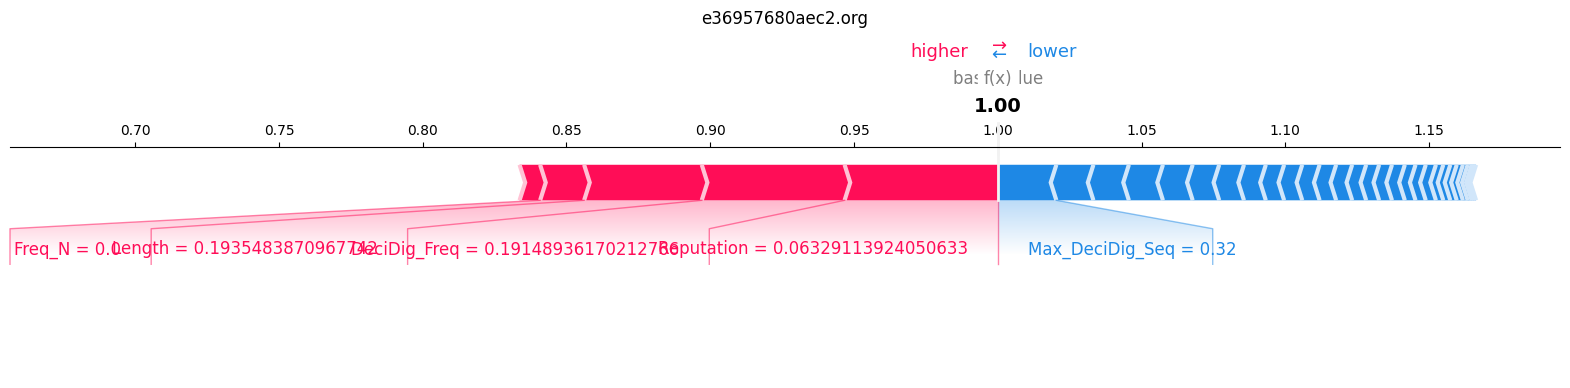 e36957680aec2.org
higher ⇄ lower
bas f(x) lue
1.00
0.70 0.75 0.80 0.85 0.90 0.95 1.00 1.05 1.10 1.15
Freq_N = 0.0 Length = 0.1935483870967742 DeciDig_Freq = 0.19148936170212766 Reputation = 0.06329113924050633 Max_DeciDig_Seq = 0.32